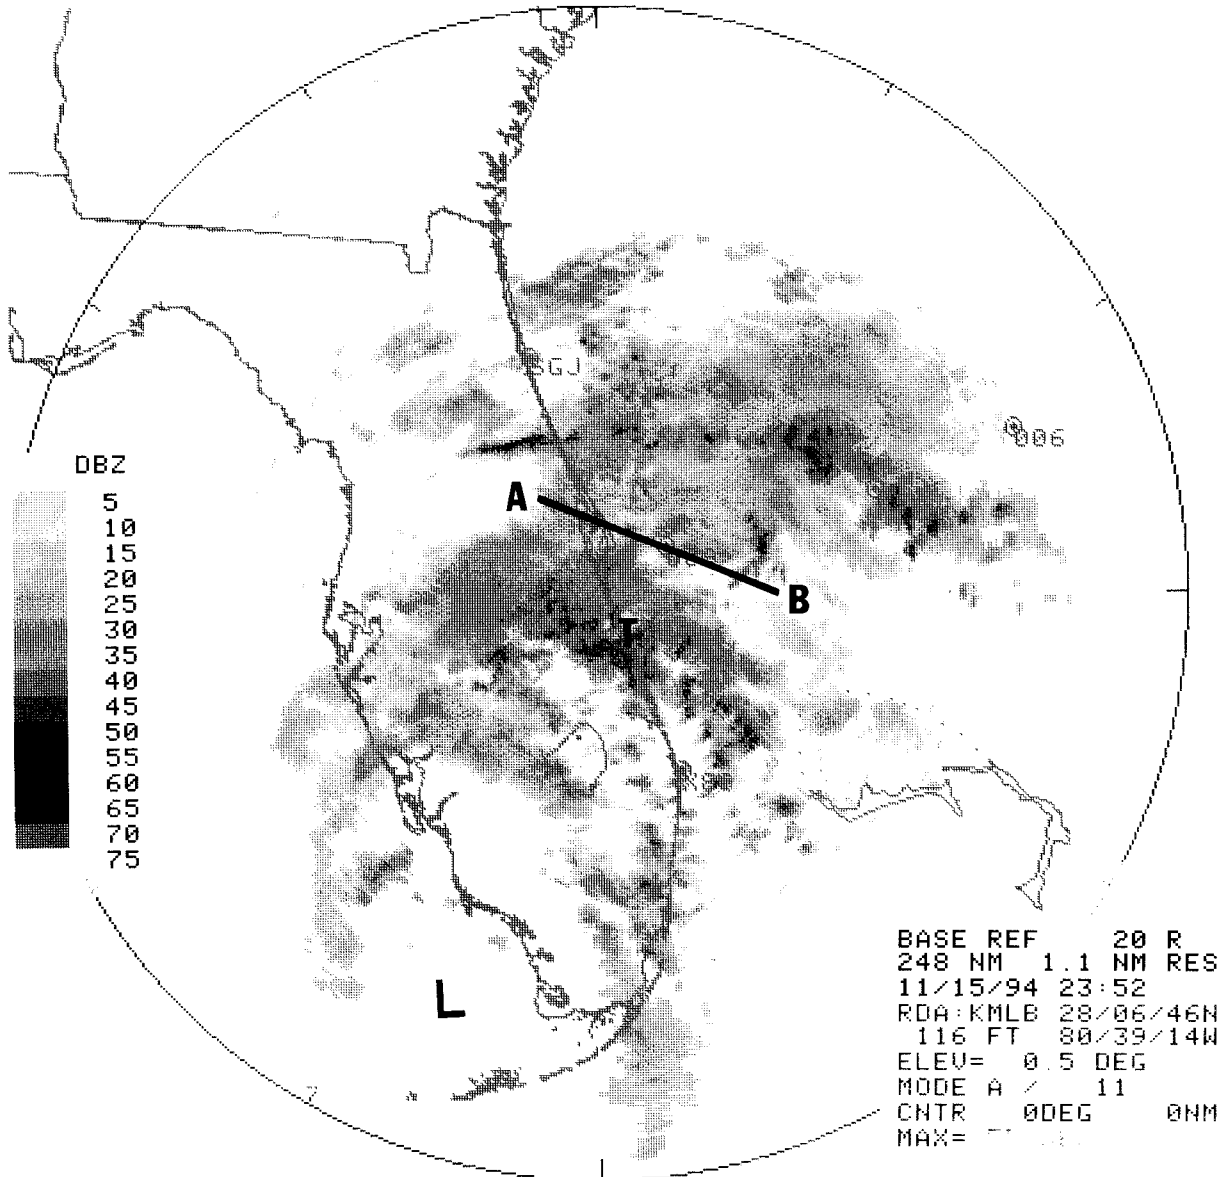 SGJ
006
DBZ
5
10
15
20
25
30
35
40
45
50
55
60
65
70
75
A
B
T
L
BASE REF 20 R
248 NM 1.1 NM RES
11/15/94 23:52
RDA:KMLB 28/06/46N
116 FT 80/39/14W
ELEV= 0.5 DEG
MODE A / 11
CNTR 0DEG 0NM
MAX=